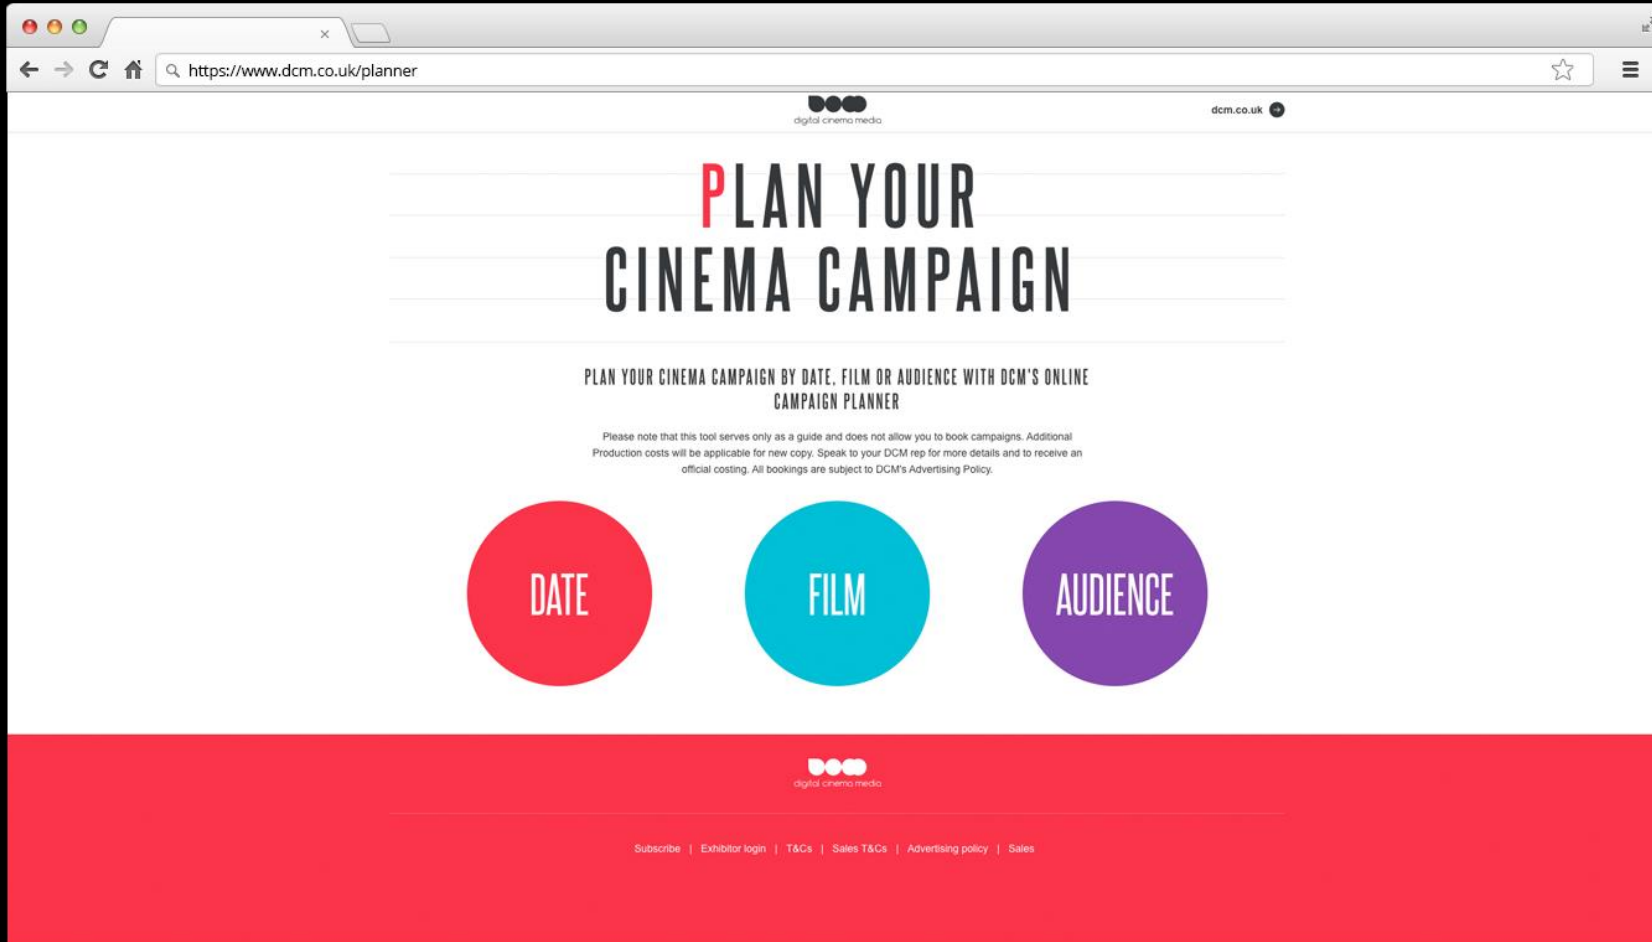 https://www.dcm.co.uk/planner
digital cinema media
dcm.co.uk
PLAN YOUR
CINEMA CAMPAIGN
PLAN YOUR CINEMA CAMPAIGN BY DATE, FILM OR AUDIENCE WITH DCM'S ONLINE
CAMPAIGN PLANNER
Please note that this tool serves only as a guide and does not allow you to book campaigns. Additional
Production costs will be applicable for new copy. Speak to your DCM rep for more details and to receive an
official costing. All bookings are subject to DCM's Advertising Policy.
DATE
FILM
AUDIENCE
digital cinema media
Subscribe | Exhibitor login | T&Cs | Sales T&Cs | Advertising policy | Sales